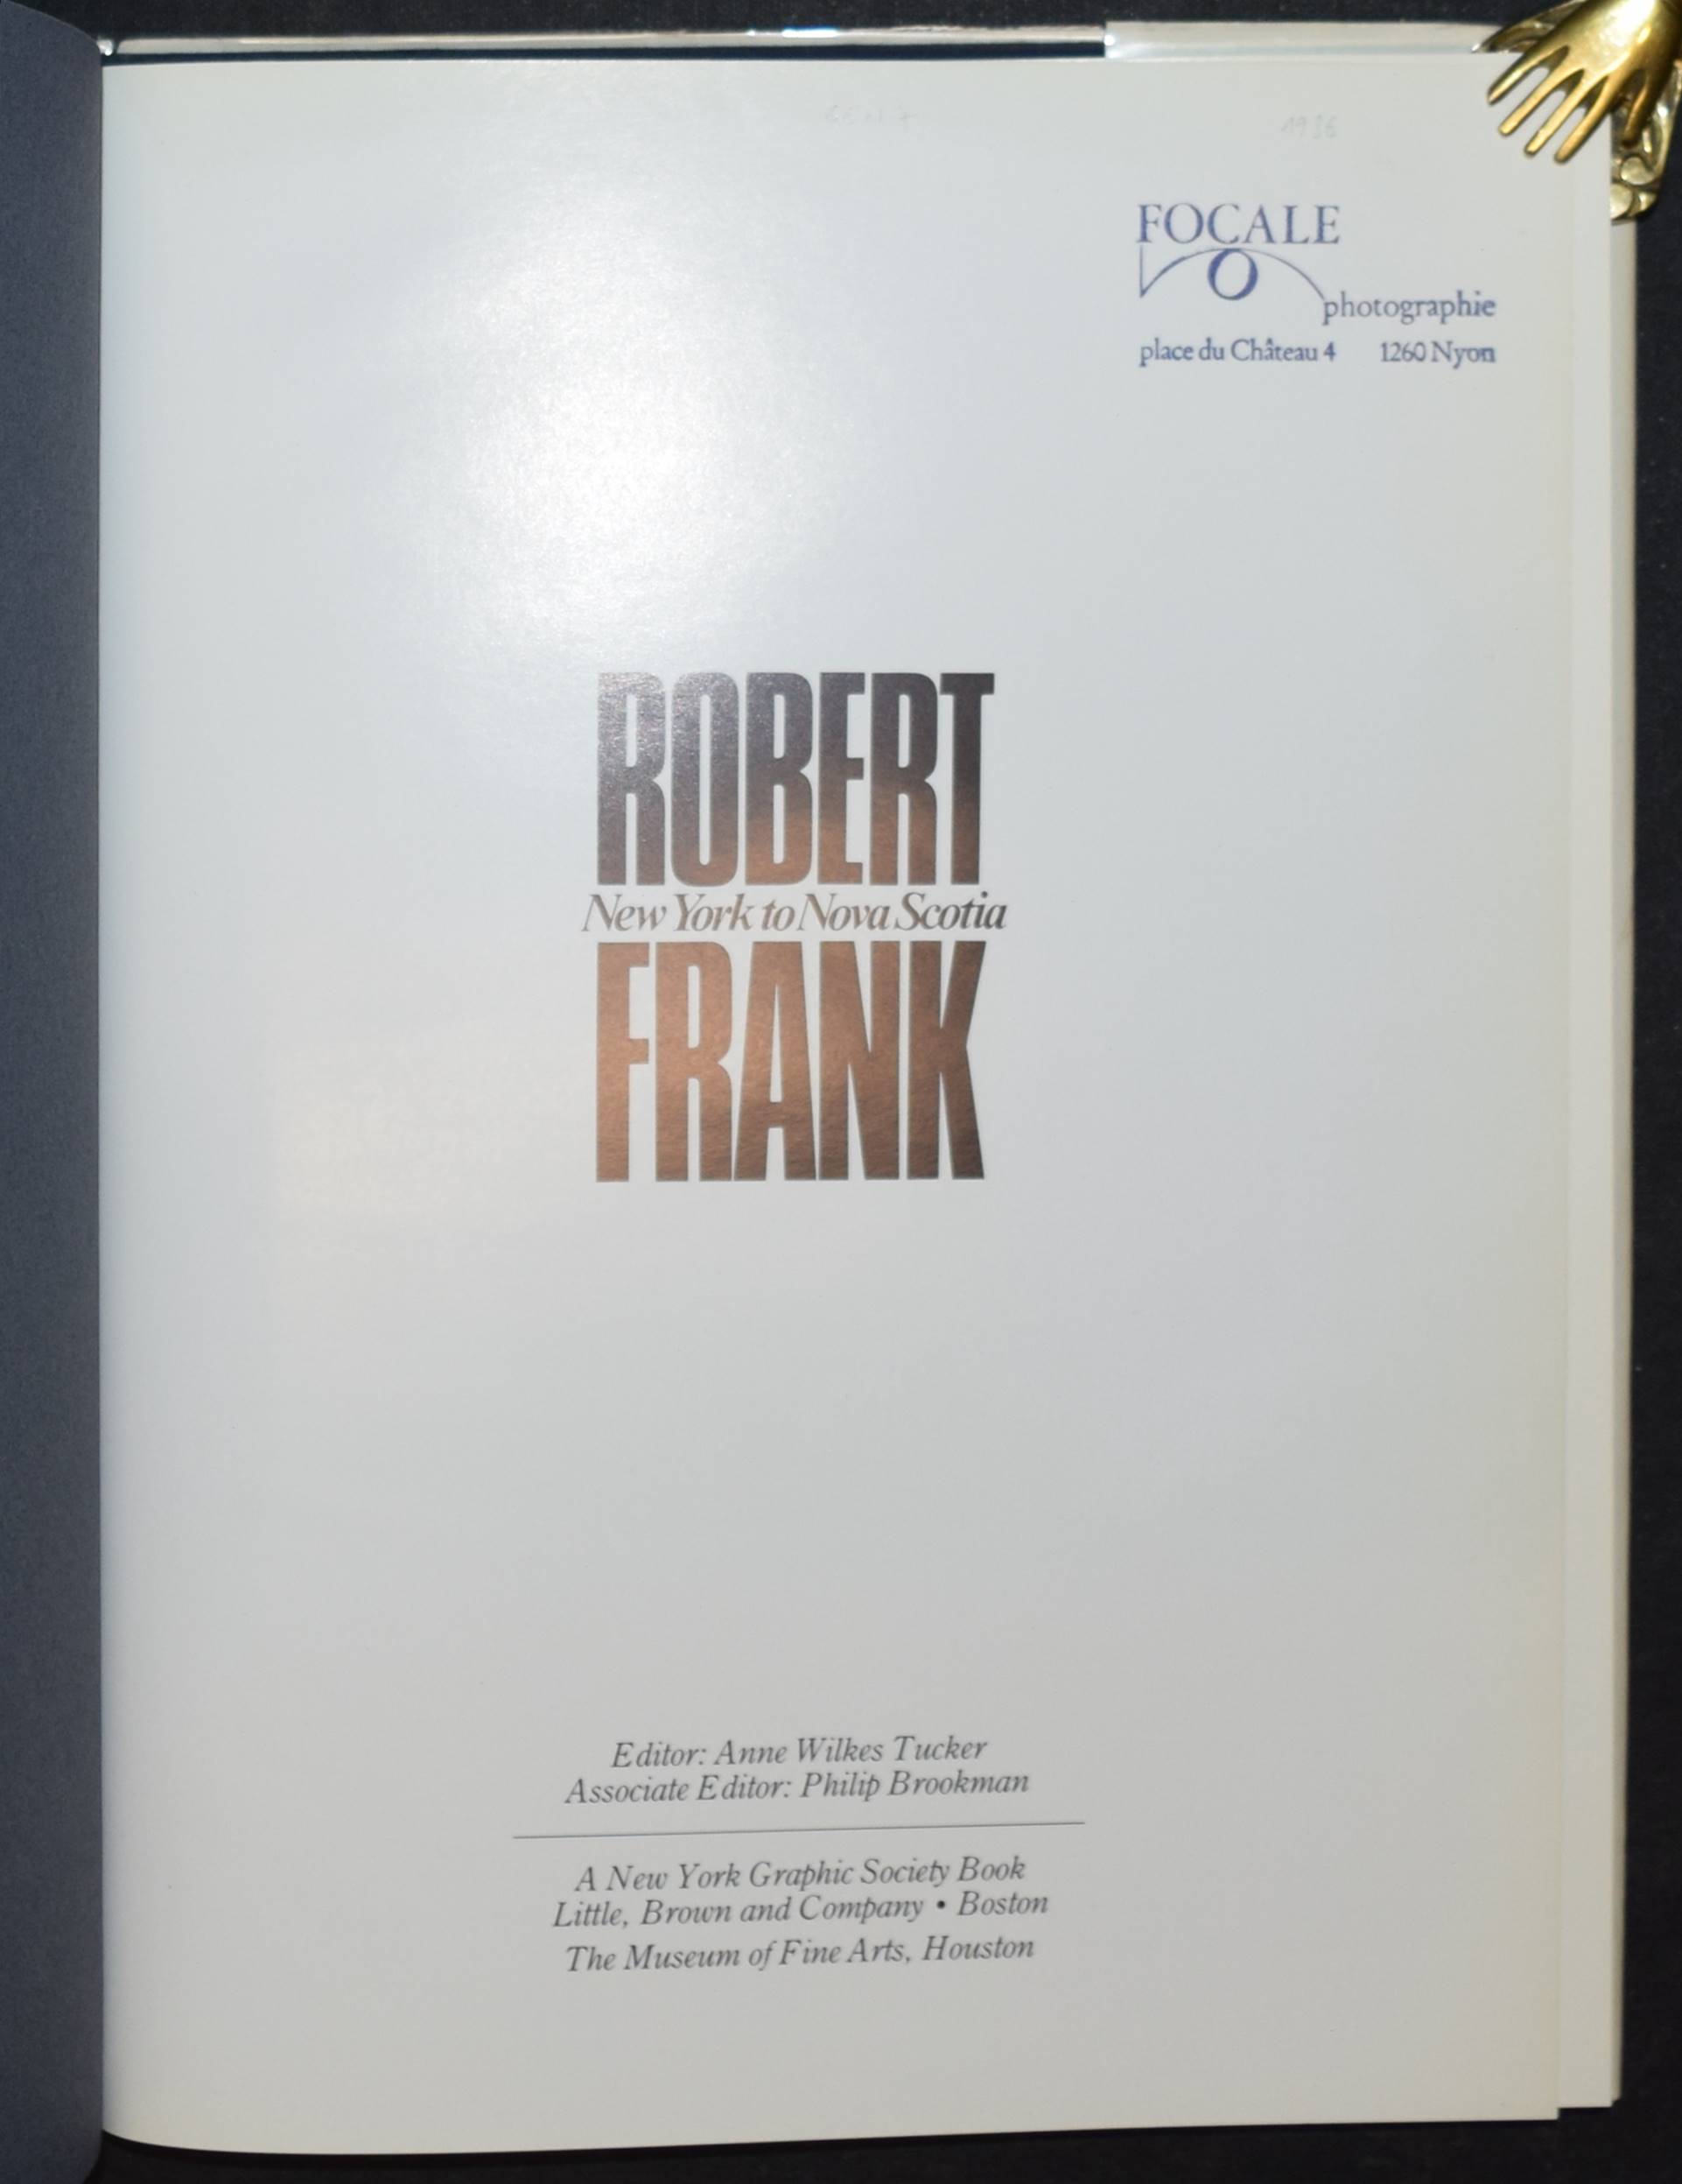 1986
FOCALE
photographie
place du Château 4 1260 Nyon
ROBERT
New York to Nova Scotia
FRANK
Editor: Anne Wilkes Tucker
Associate Editor: Philip Brookman
A New York Graphic Society Book
Little, Brown and Company • Boston
The Museum of Fine Arts, Houston